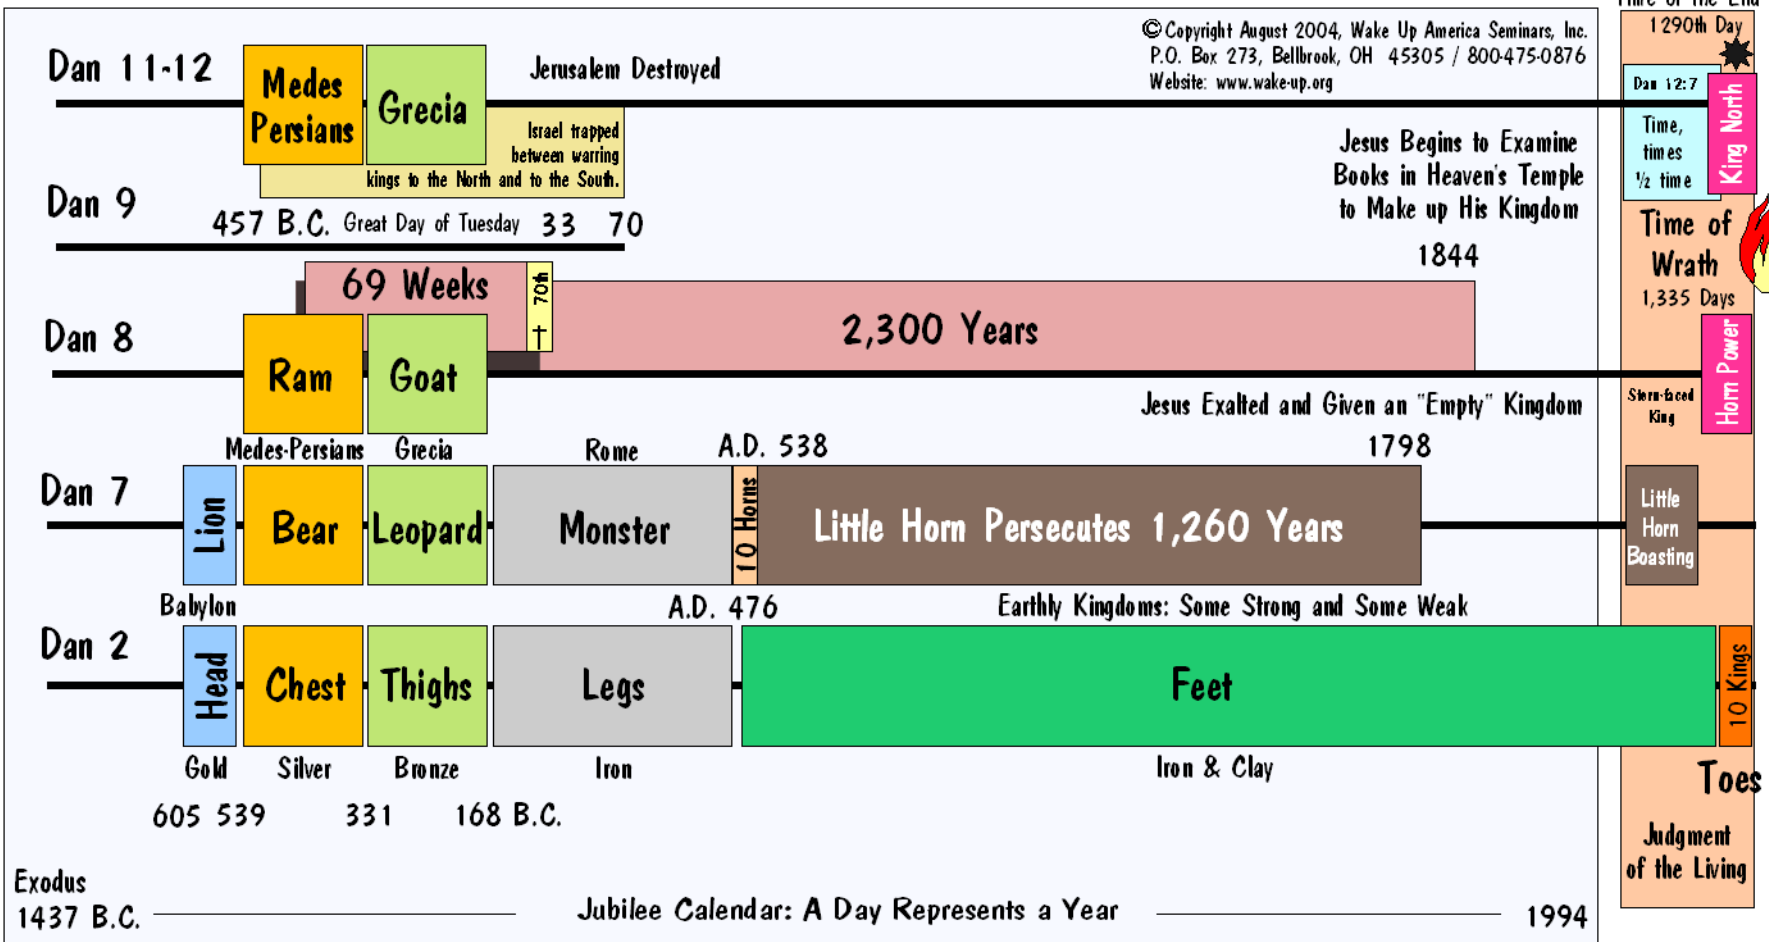 Time of the End
1290th Day
© Copyright August 2004, Wake Up America Seminars, Inc.
P.O. Box 273, Bellbrook, OH 45305 / 800-475-0876
Website: www.wake-up.org
Dan 11-12
Medes
Persians
Grecia
Jerusalem Destroyed
Israel trapped
between warring
kings to the North and to the South.
Dan 12:7
Time,
times
½ time
King North
Jesus Begins to Examine
Books in Heaven's Temple
to Make up His Kingdom
1844
Time of
Wrath
1,335 Days
Dan 9
457 B.C. Great Day of Tuesday 33 70
69 Weeks
70th
2,300 Years
Dan 8
Ram
Goat
Horn Power
Stern-faced
King
Jesus Exalted and Given an "Empty" Kingdom
Medes-Persians Grecia Rome A.D. 538 1798
Dan 7
Lion
Bear
Leopard
Monster
10 Horns
Little Horn Persecutes 1,260 Years
Little
Horn
Boasting
Babylon A.D. 476 Earthly Kingdoms: Some Strong and Some Weak
Dan 2
Head
Chest
Thighs
Legs
Feet
10 Kings
Gold Silver Bronze Iron Iron & Clay
Toes
605 539 331 168 B.C.
Judgment
of the Living
Exodus
1437 B.C.
Jubilee Calendar: A Day Represents a Year
1994